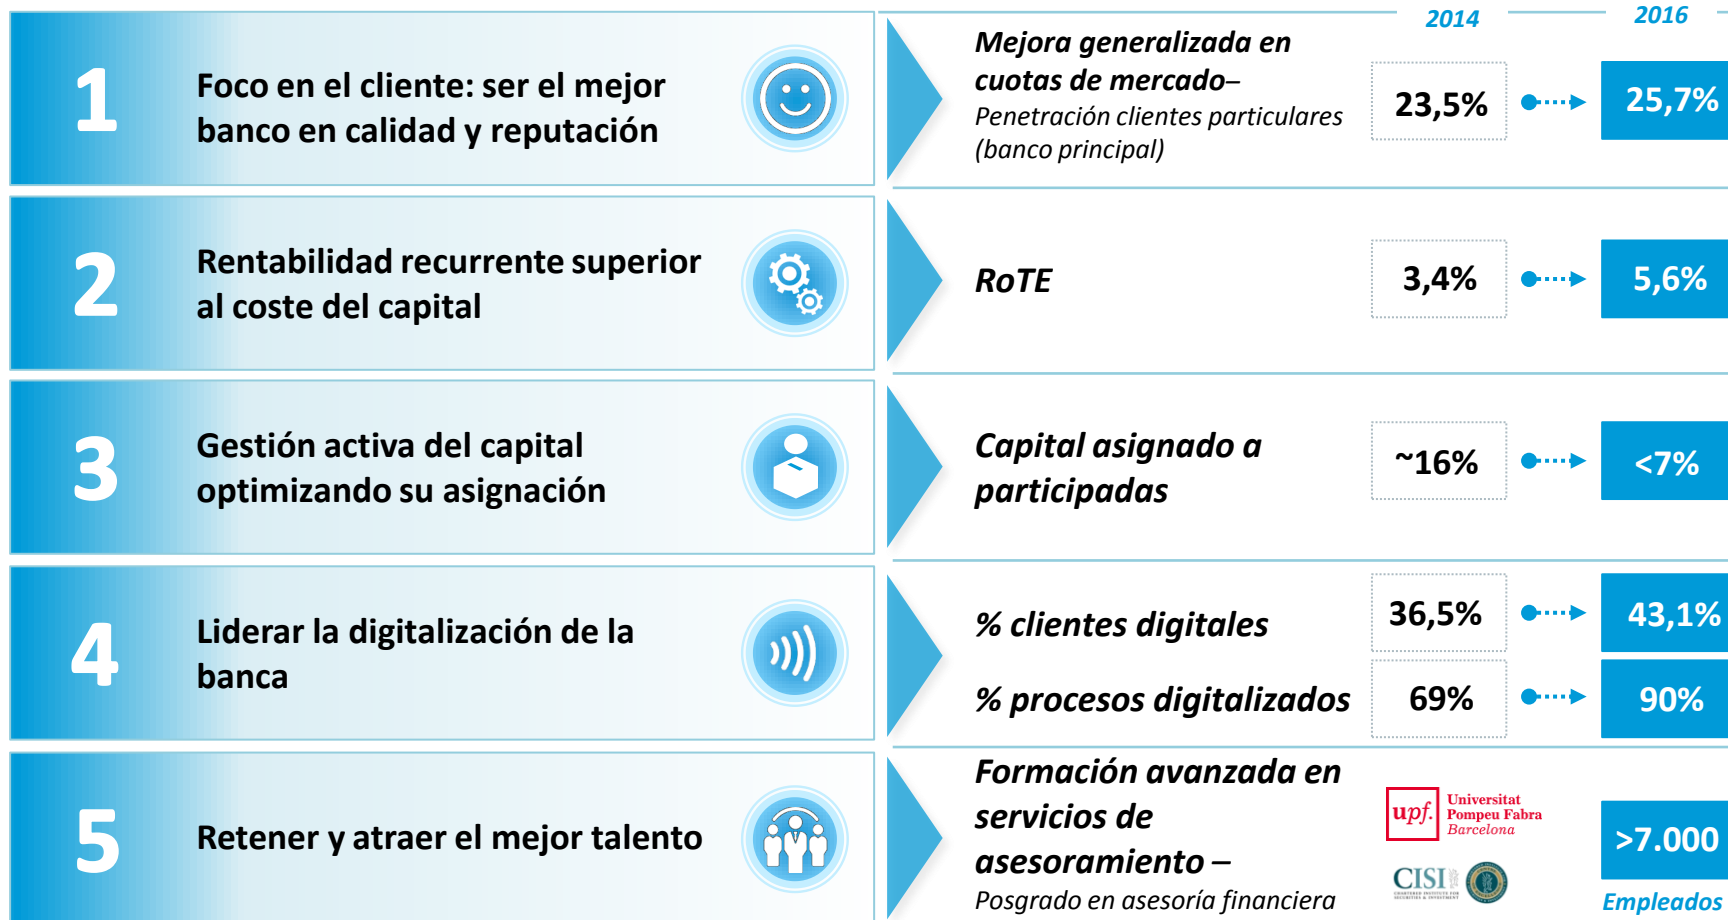 2014
2016
1
Foco en el cliente: ser el mejor
banco en calidad y reputación
Mejora generalizada en
cuotas de mercado–
Penetración clientes particulares
(banco principal)
23,5%
25,7%
2
Rentabilidad recurrente superior
al coste del capital
RoTE
3,4%
5,6%
3
Gestión activa del capital
optimizando su asignación
Capital asignado a
participadas
~16%
<7%
4
Liderar la digitalización de la
banca
% clientes digitales
36,5%
43,1%
% procesos digitalizados
69%
90%
5
Retener y atraer el mejor talento
Formación avanzada en
servicios de
asesoramiento –
Posgrado en asesoría financiera
upf.
Universitat
Pompeu Fabra
Barcelona
CISI
CHARTERED INSTITUTE FOR
SECURITIES & INVESTMENT
>7.000
Empleados